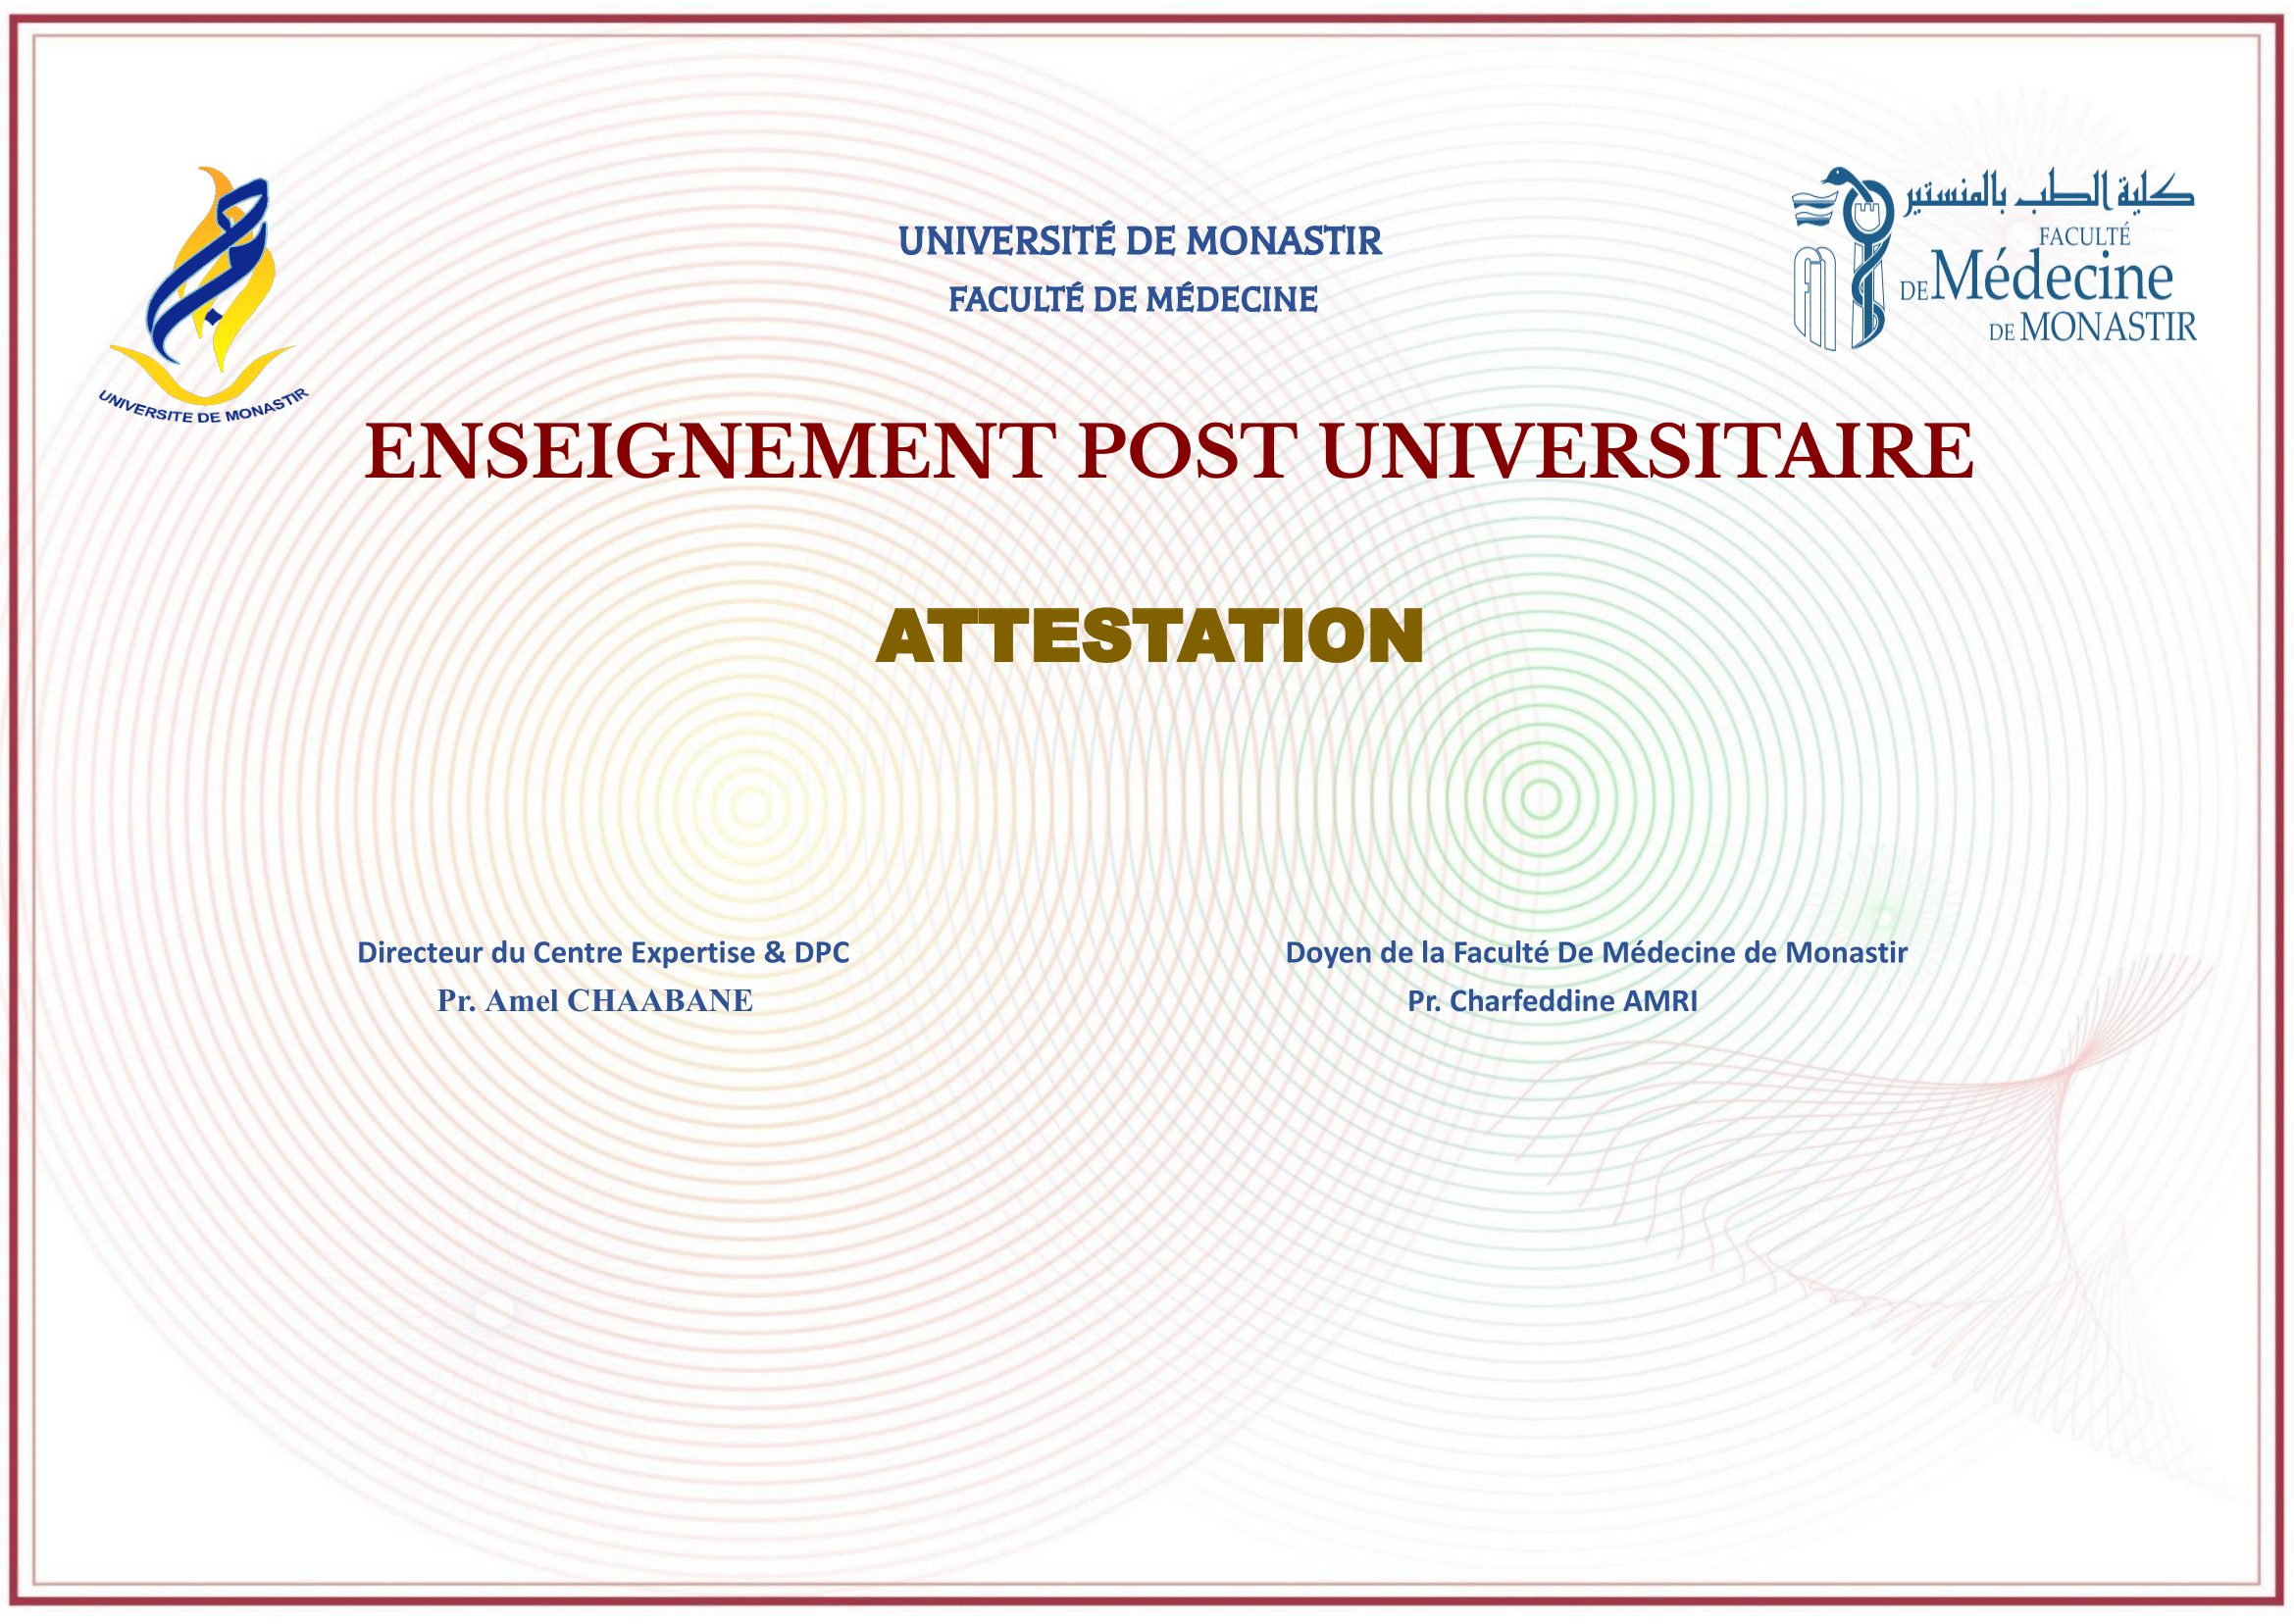 UNIVERSITE DE MONASTIR
UNIVERSITÉ DE MONASTIR
FACULTÉ DE MÉDECINE
كلية الطب بالمنستير
FACULTÉ
DE Médecine
DE MONASTIR
ENSEIGNEMENT POST UNIVERSITAIRE
ATTESTATION
Directeur du Centre Expertise & DPC
Pr. Amel CHAABANE
Doyen de la Faculté De Médecine de Monastir
Pr. Charfeddine AMRI